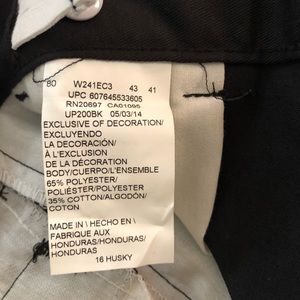 80 W241EC3 43 41
UPC 607645533605
RN20697 CA01095
UP200BK 05/03/14
EXCLUSIVE OF DECORATION/
EXCLUYENDO
LA DECORACIÓN/
À L'EXCLUSION
DE LA DÉCORATION
BODY/CUERPO/L'ENSEMBLE
65% POLYESTER/
POLIÉSTER/POLYESTER
35% COTTON/ALGODÓN/
COTON
MADE IN \ HECHO EN \
FABRIQUE AUX
HONDURAS/HONDURAS/
HONDURAS
16 HUSKY